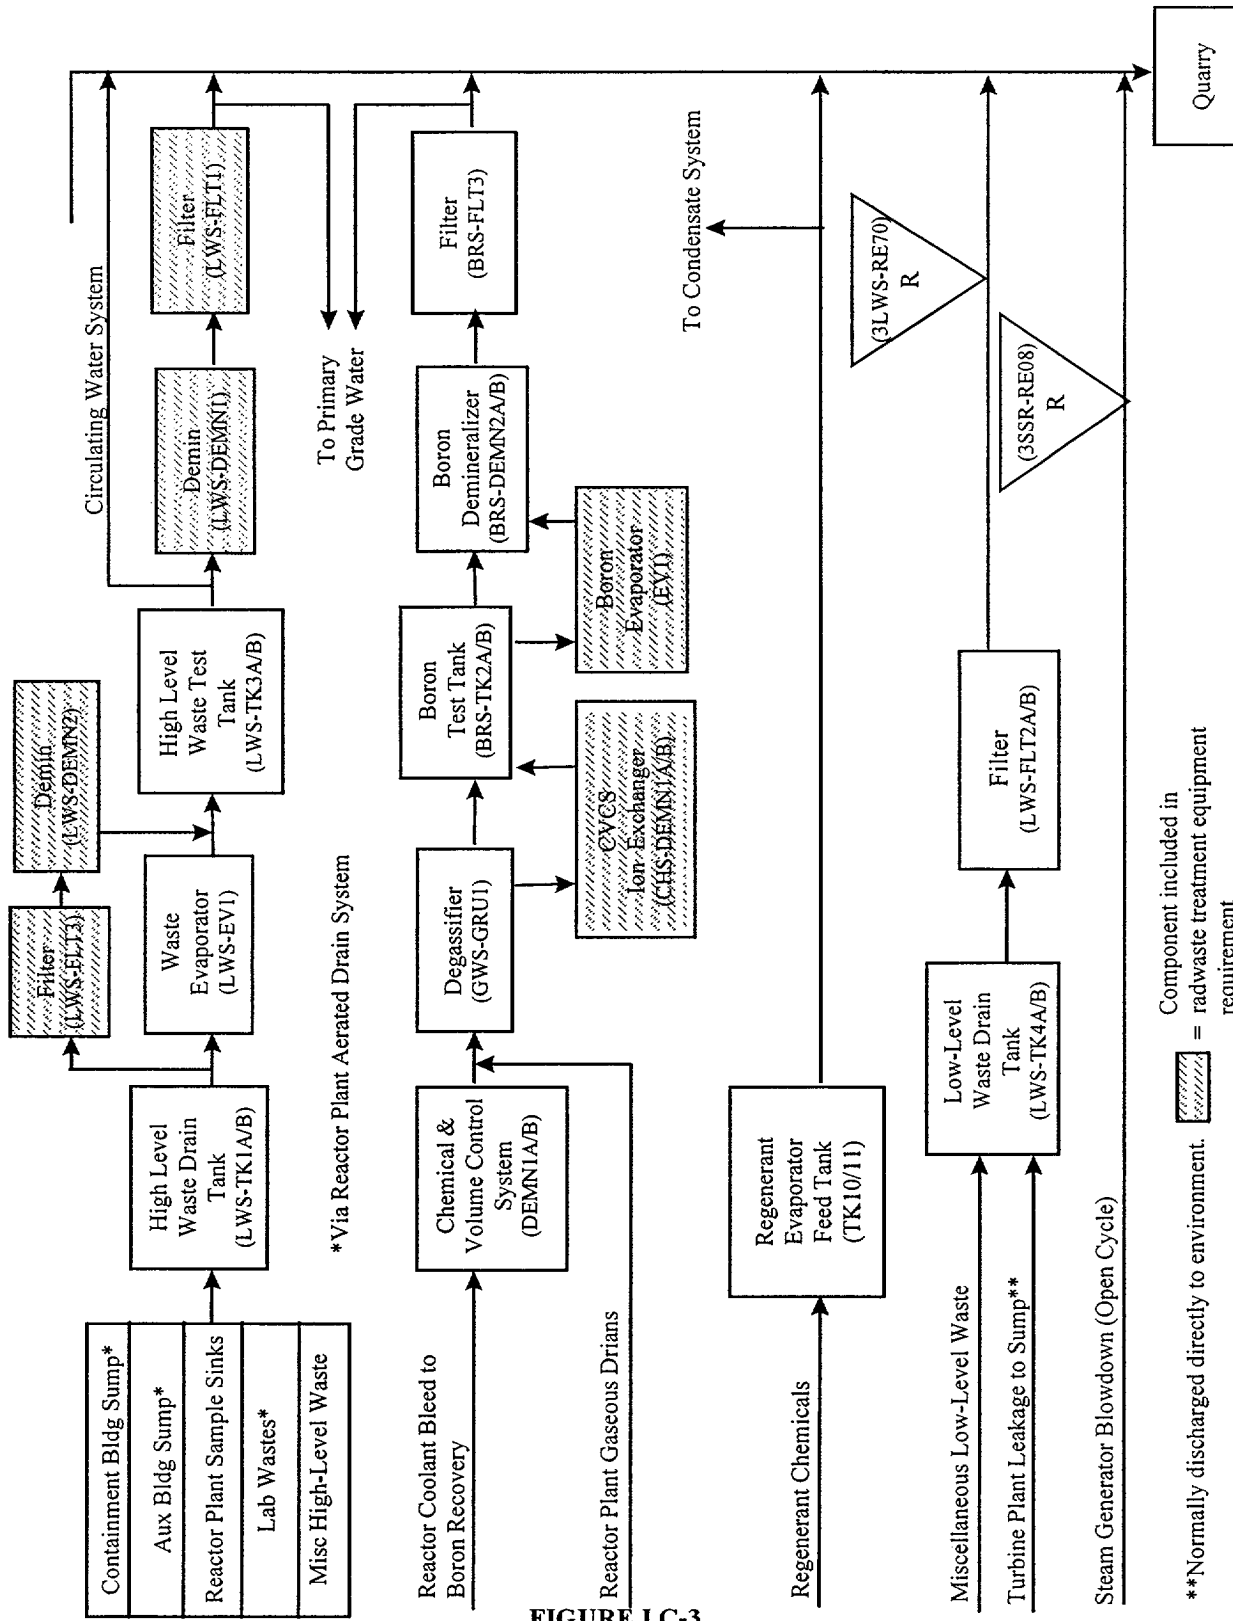 Containment Bldg Sump*
Aux Bldg Sump*
Reactor Plant Sample Sinks
Lab Wastes*
Misc High-Level Waste
High Level
Waste Drain
Tank
(LWS-TK1A/B)
Filter
(LWS-FLT3)
Demin
(LWS-DEMN2)
Waste
Evaporator
(LWS-EV1)
High Level
Waste Test
Tank
(LWS-TK3A/B)
Circulating Water System
Demin
(LWS-DEMN1)
Filter
(LWS-FLT1)
*Via Reactor Plant Aerated Drain System
To Primary
Grade Water
Reactor Coolant Bleed to
Boron Recovery
Chemical &
Volume Control
System
(DEMN1A/B)
Degassifier
(GWS-GRU1)
Boron
Test Tank
(BRS-TK2A/B)
Boron
Demineralizer
(BRS-DEMN2A/B)
Filter
(BRS-FLT3)
CVCS
Ion Exchanger
(CHS-DEMN1A/B)
Boron
Evaporator
(EV1)
Reactor Plant Gaseous Drians
To Condensate System
Regenerant Chemicals
Regenerant
Evaporator
Feed Tank
(TK10/11)
(3LWS-RE70)
R
Miscellaneous Low-Level Waste
Turbine Plant Leakage to Sump**
Low-Level
Waste Drain
Tank
(LWS-TK4A/B)
Filter
(LWS-FLT2A/B)
(3SSR-RE08)
R
Steam Generator Blowdown (Open Cycle)
Quarry
**Normally discharged directly to environment.
Component included in
= radwaste treatment equipment
requirement
FIGURE I.C-3